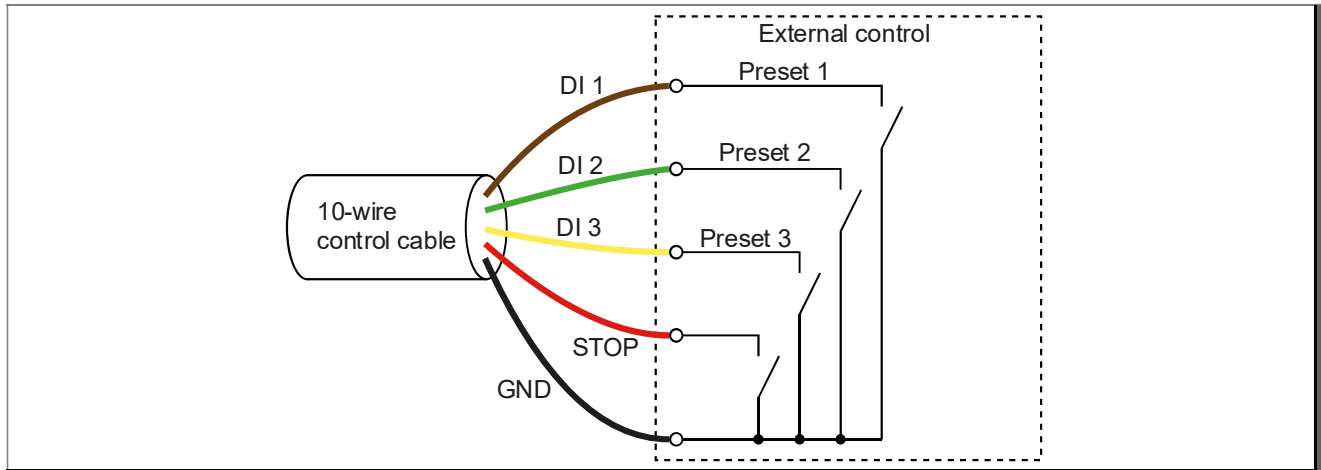 External control
DI 1
Preset 1
DI 2
Preset 2
10-wire
control cable
DI 3
Preset 3
STOP
GND